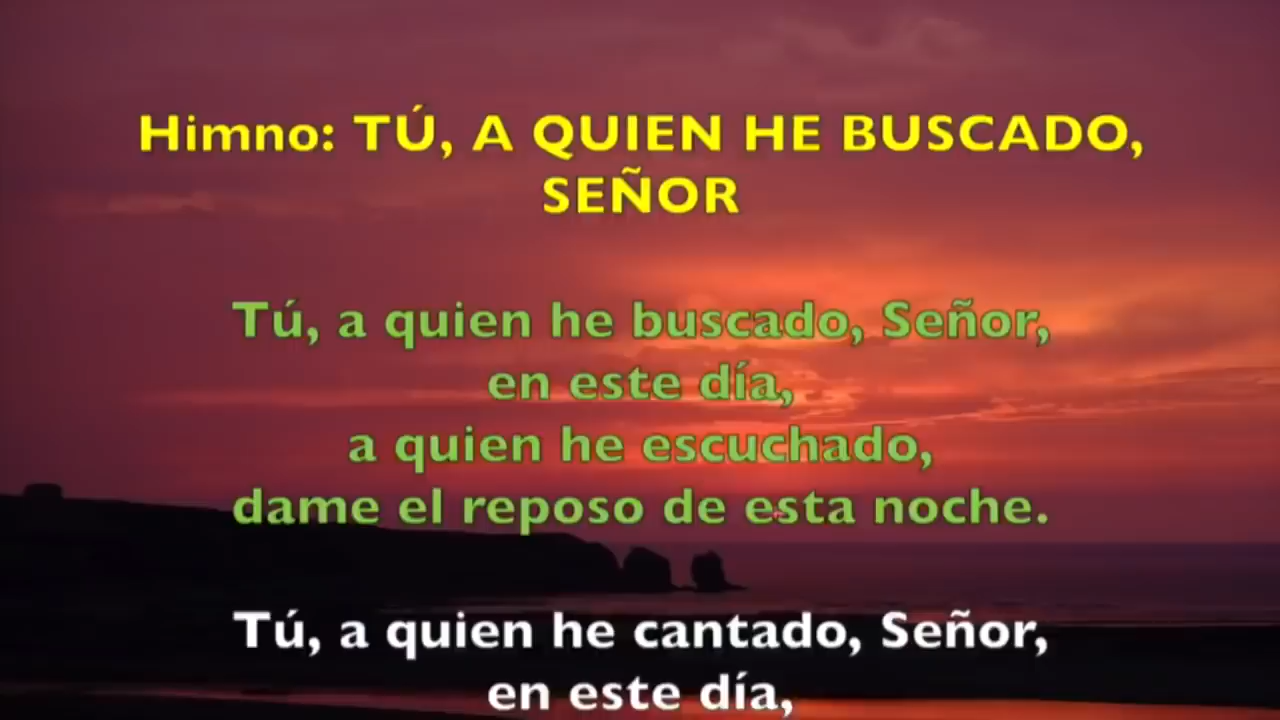 Himno: TÚ, A QUIEN HE BUSCADO,
SEÑOR
Tú, a quien he buscado, Señor,
en este día,
a quien he escuchado,
dame el reposo de esta noche.
Tú, a quien he cantado, Señor,
en este día,